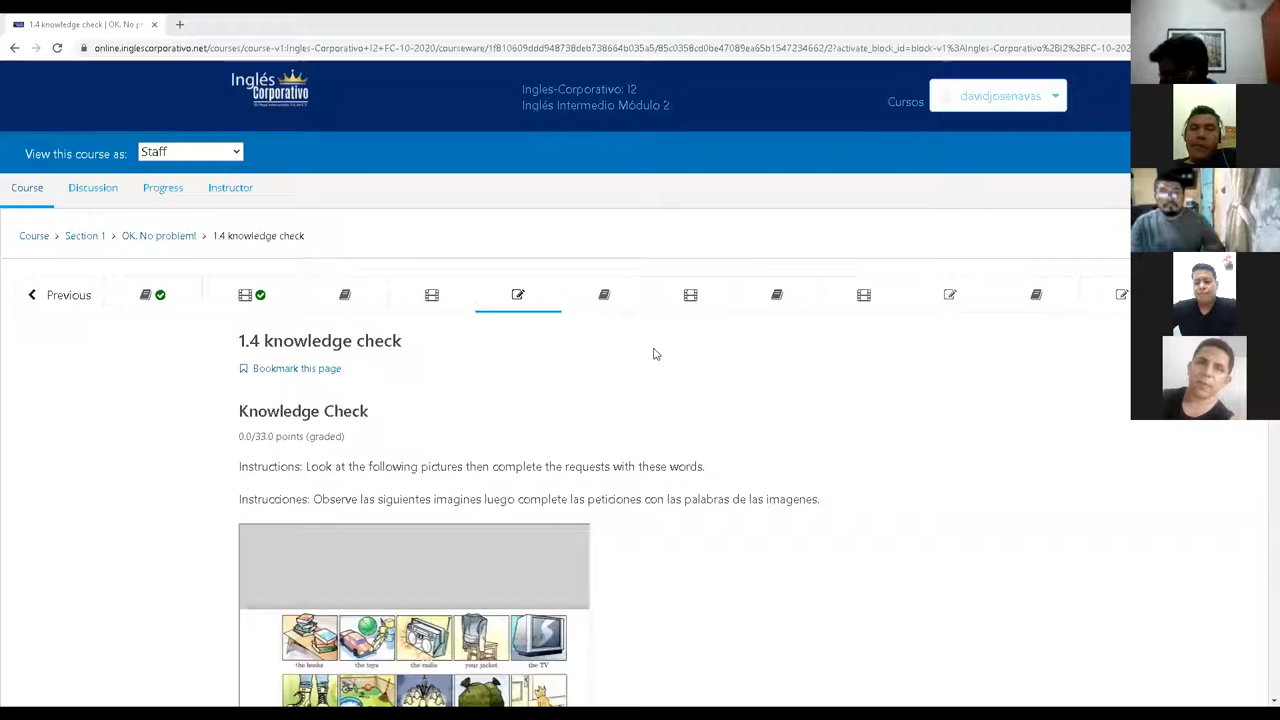 1.4 knowledge check | OK. No pr
online.inglescorporativo.net/courses/course-v1:Ingles-Corporativo+I2+FC-10-2020/courseware/1f81909ddd948738deb738664b035a5/85c0358cd0be47089ea65b1547234662/2?activate_block_id=block-v1%3AIngles-Corporativo%2BI2%2BFC-10-202
Inglés
Corporativo
Ingles-Corporativo: I2
Inglés Intermedio Módulo 2
Cursos
davidjosenavas
View this course as:
Staff
Course
Discussion
Progress
Instructor
Course > Section 1 > OK. No problem! > 1.4 knowledge check
Previous
1.4 knowledge check
Bookmark this page
Knowledge Check
0.0/33.0 points (graded)
Instructions: Look at the following pictures then complete the requests with these words.
Instrucciones: Observe las siguientes imagines luego complete las peticiones con las palabras de las imagenes.
the books
the toys
the radio
your jacket
the TV